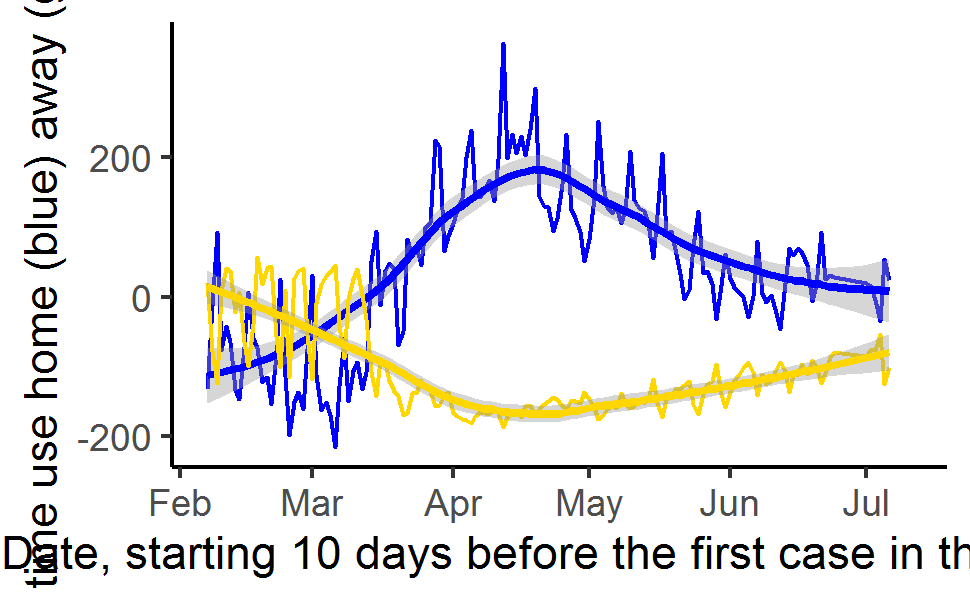 time use home (blue) away (
200
0
-200
Feb Mar Apr May Jun Jul
Date, starting 10 days before the first case in th